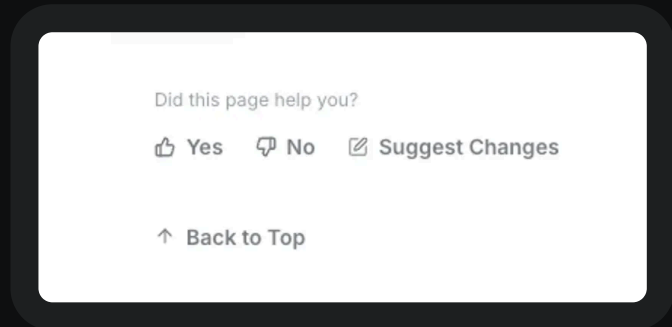 Did this page help you?
Yes No Suggest Changes
Back to Top